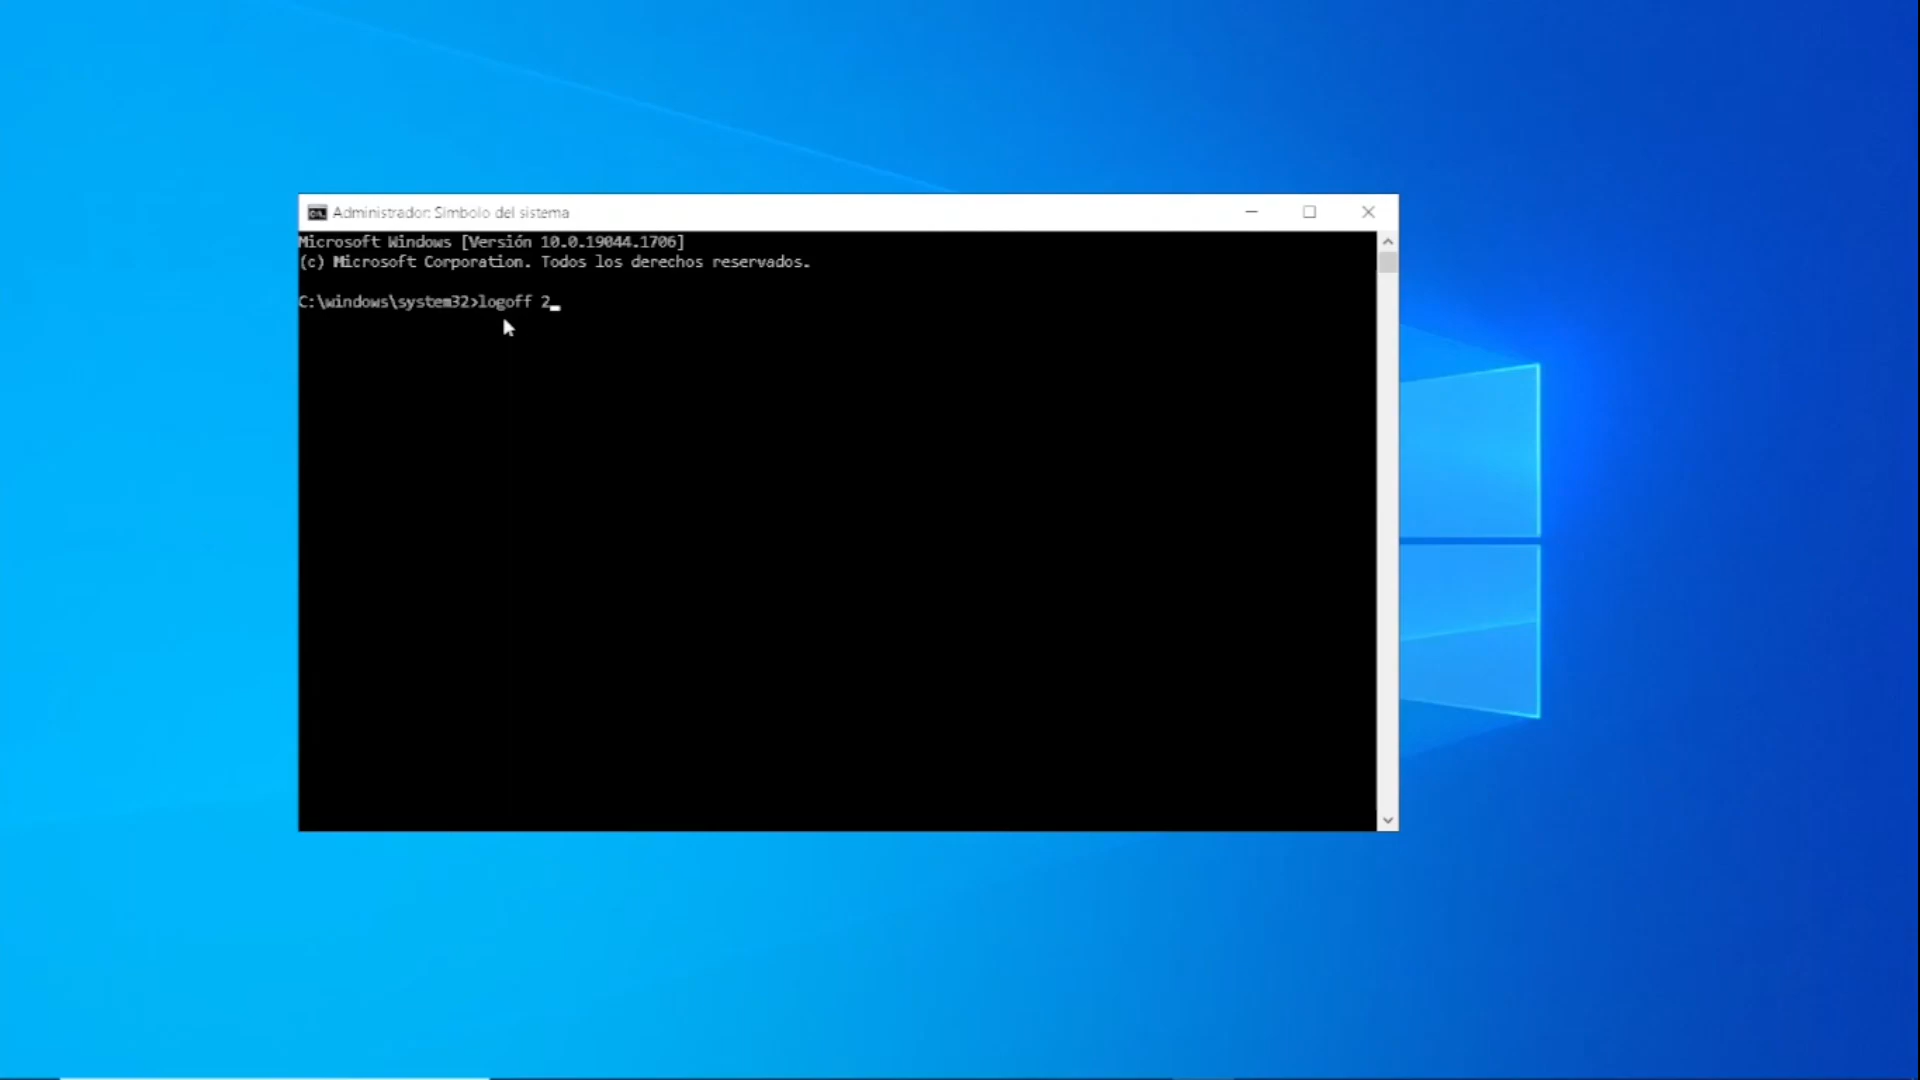 Administrador: Símbolo del sistema
Microsoft Windows [Versión 10.0.19044.1706]
(c) Microsoft Corporation. Todos los derechos reservados.
C:\windows\system32>logoff 2